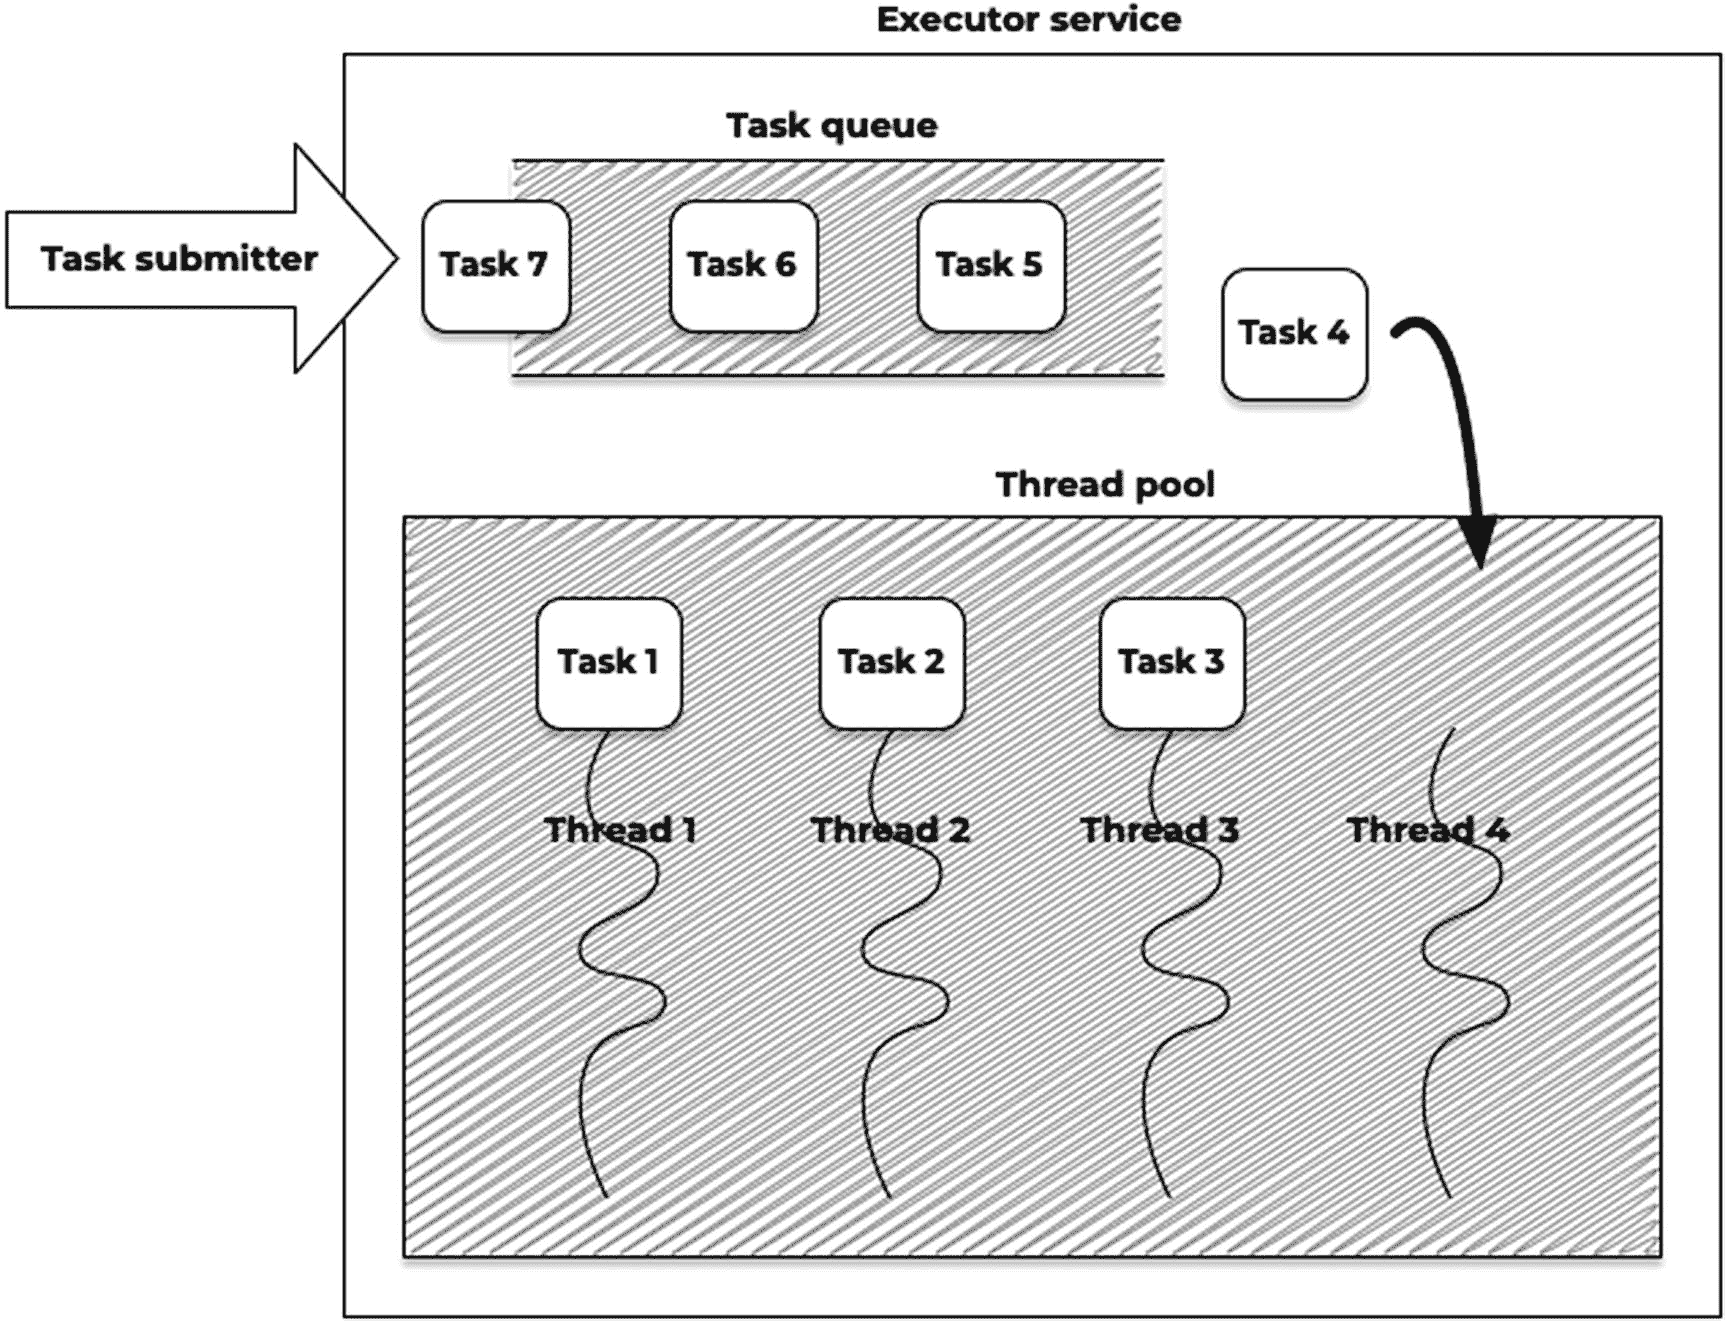 Executor service
Task queue
Task submitter
Task 7
Task 6
Task 5
Task 4
Thread pool
Task 1
Task 2
Task 3
Thread 1
Thread 2
Thread 3
Thread 4